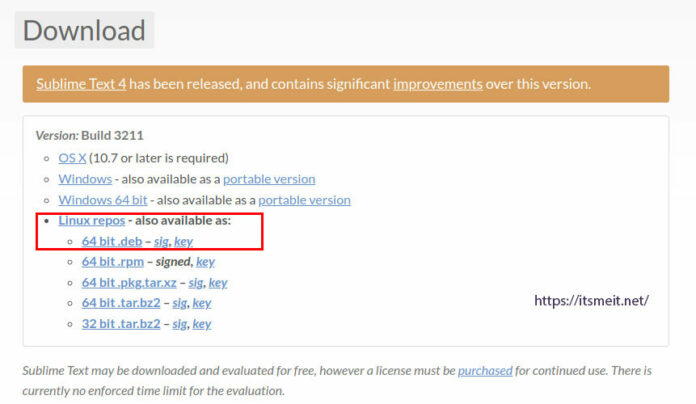 Download
Sublime Text 4 has been released, and contains significant improvements over this version.
Version: Build 3211
OS X (10.7 or later is required)
Windows - also available as a portable version
Windows 64 bit - also available as a portable version
Linux repos - also available as:
64 bit .deb – sig, key
64 bit .rpm – signed, key
64 bit .pkg.tar.xz – sig, key
64 bit .tar.bz2 – sig, key
32 bit .tar.bz2 – sig, key
https://itsmeit.net/
Sublime Text may be downloaded and evaluated for free, however a license must be purchased for continued use. There is
currently no enforced time limit for the evaluation.